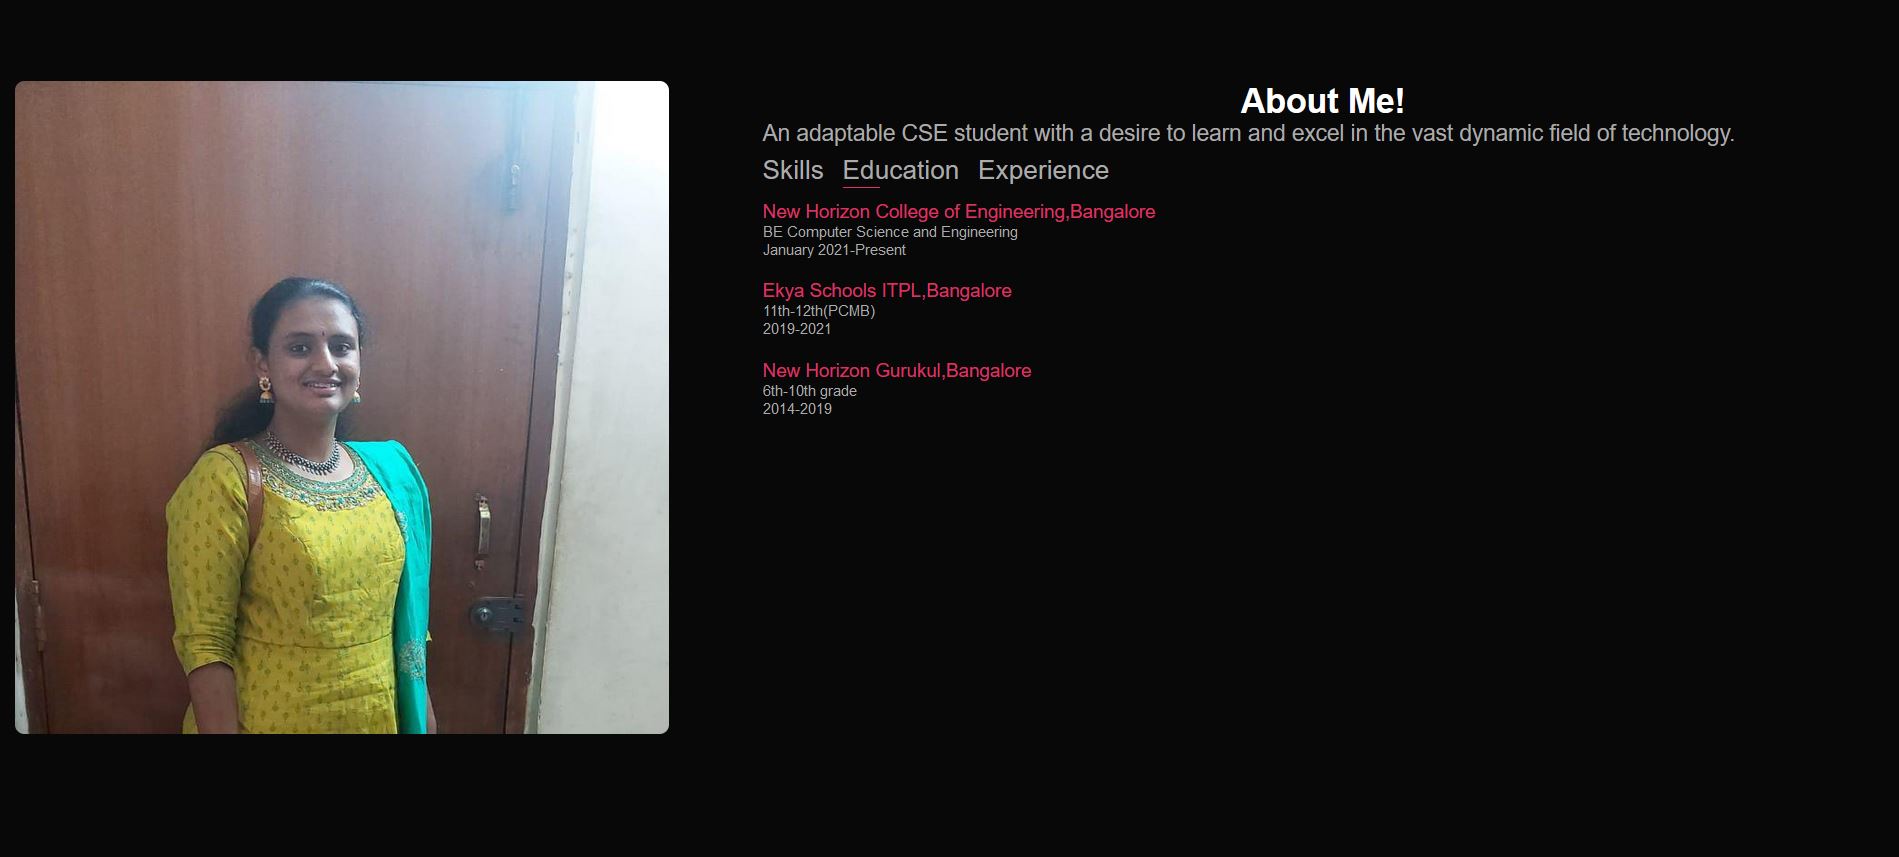 About Me!
An adaptable CSE student with a desire to learn and excel in the vast dynamic field of technology.
Skills Education Experience
New Horizon College of Engineering,Bangalore
BE Computer Science and Engineering
January 2021-Present
Ekya Schools ITPL,Bangalore
11th-12th(PCMB)
2019-2021
New Horizon Gurukul,Bangalore
6th-10th grade
2014-2019